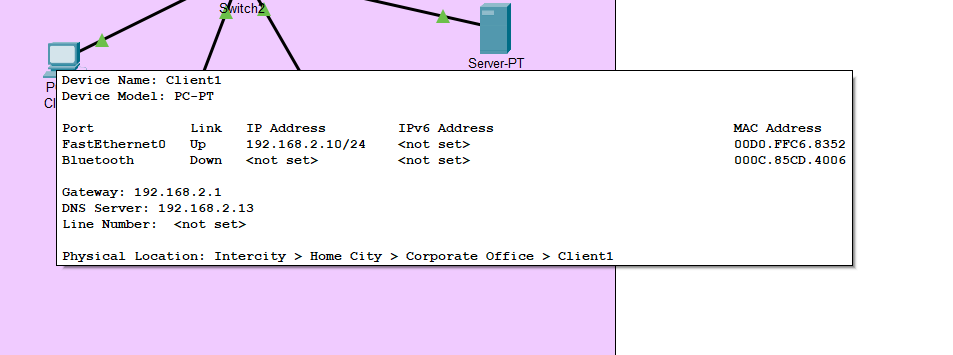 Switch2
Server-PT
Device Name: Client1
Device Model: PC-PT
Port Link IP Address IPv6 Address MAC Address
FastEthernet0 Up 192.168.2.10/24 <not set> <not set> 00D0.FFC6.8352
Bluetooth Down <not set> <not set> 000C.85CD.4006
Gateway: 192.168.2.1
DNS Server: 192.168.2.13
Line Number: <not set>
Physical Location: Intercity > Home City > Corporate Office > Client1